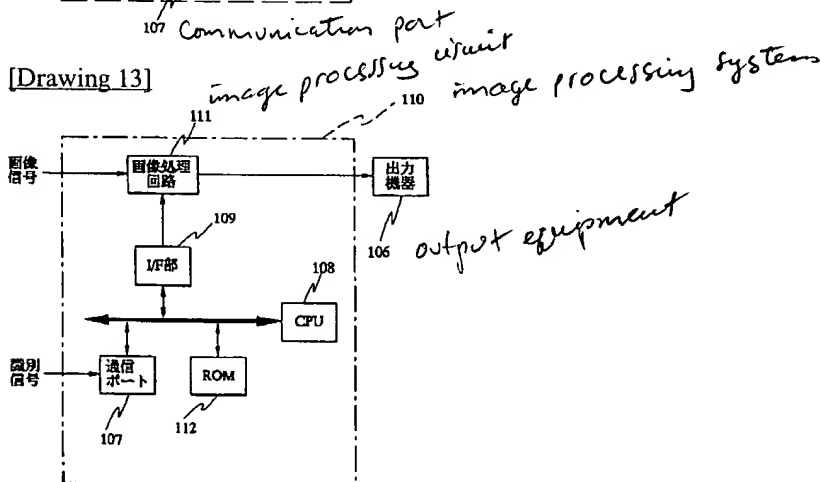 107 Communication port
[Drawing 13]
image processing circuit
image processing systems
110
111
画像
信号
画像処理
回路
出力
機器
106 output equipment
109
I/F部
108
CPU
識別
信号
通信
ポート
ROM
107
112